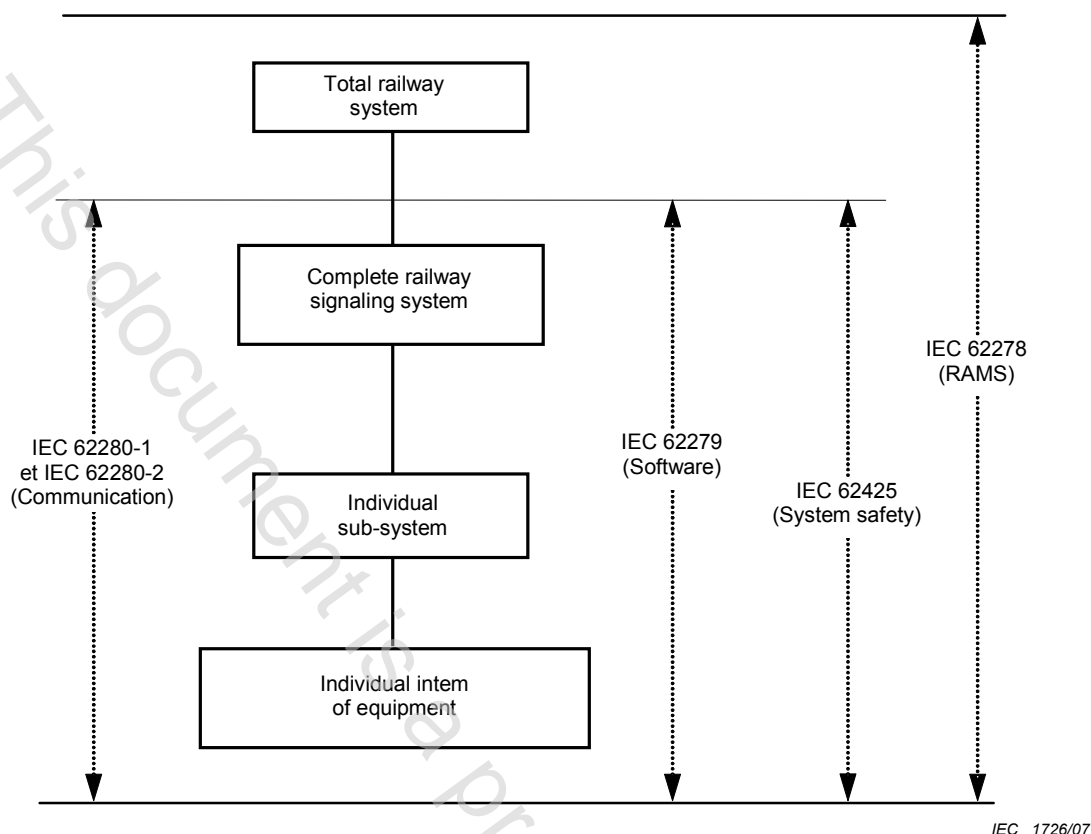 Total railway
system
Complete railway
signaling system
IEC 62278
(RAMS)
IEC 62280-1
et IEC 62280-2
(Communication)
IEC 62279
(Software)
IEC 62425
(System safety)
Individual
sub-system
Individual intem
of equipment
This document is a pr
IEC 1726/07